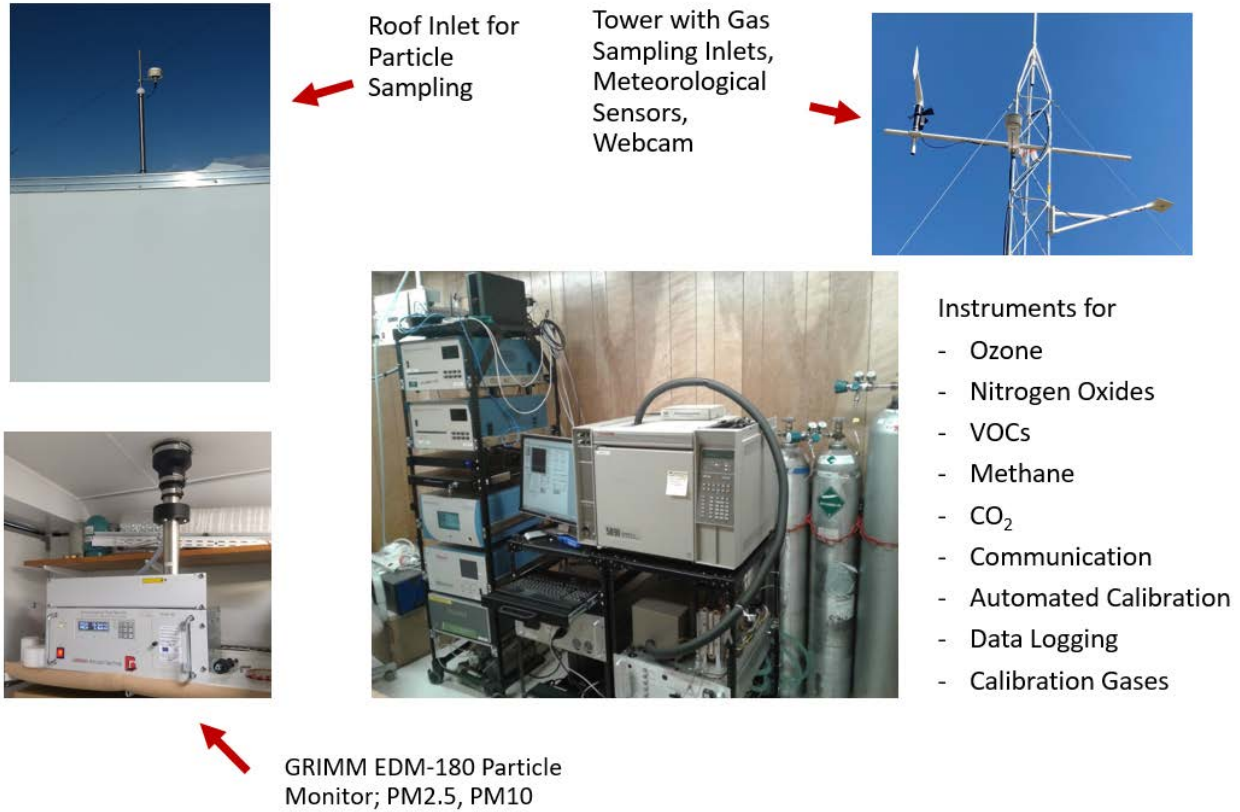 Roof Inlet for
Particle
Sampling
Tower with Gas
Sampling Inlets,
Meteorological
Sensors,
Webcam
Instruments for
- Ozone
- Nitrogen Oxides
- VOCs
- Methane
- CO₂
- Communication
- Automated Calibration
- Data Logging
- Calibration Gases
5890
GRIMM EDM-180 Particle
Monitor; PM2.5, PM10